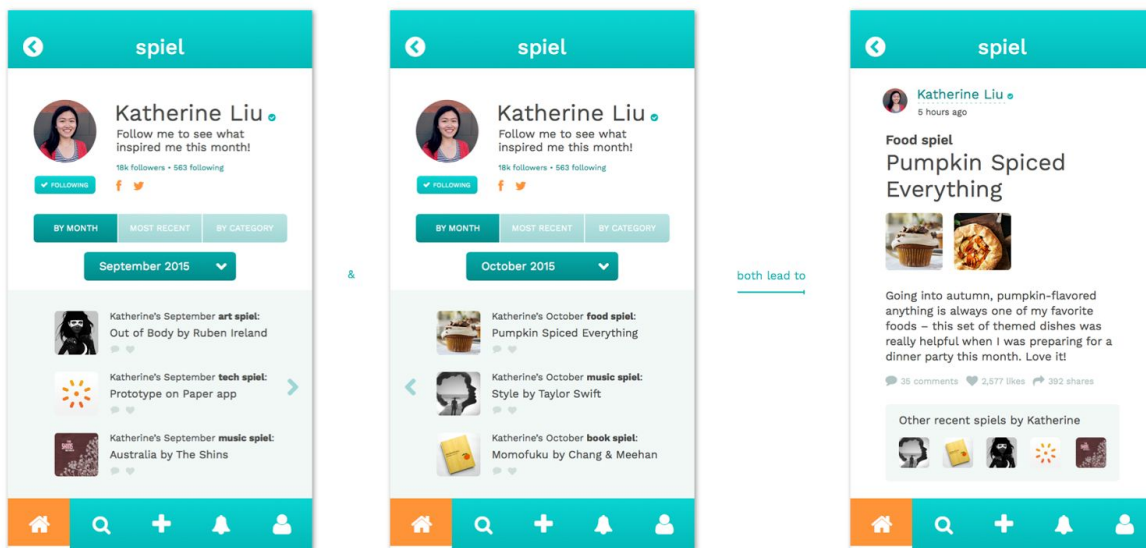 spiel
Katherine Liu
Follow me to see what
inspired me this month!
18k followers • 563 following
FOLLOWING
BY MONTH
MOST RECENT
BY CATEGORY
September 2015
Katherine's September art spiel:
Out of Body by Ruben Ireland
Katherine's September tech spiel:
Prototype on Paper app
Katherine's September music spiel:
Australia by The Shins
&
spiel
Katherine Liu
Follow me to see what
inspired me this month!
18k followers • 563 following
FOLLOWING
BY MONTH
MOST RECENT
BY CATEGORY
October 2015
Katherine's October food spiel:
Pumpkin Spiced Everything
Katherine's October music spiel:
Style by Taylor Swift
Katherine's October book spiel:
Momofuku by Chang & Meehan
both lead to
spiel
Katherine Liu
5 hours ago
Food spiel
Pumpkin Spiced
Everything
Going into autumn, pumpkin-flavored
anything is always one of my favorite
foods – this set of themed dishes was
really helpful when I was preparing for a
dinner party this month. Love it!
35 comments 2,577 likes 392 shares
Other recent spiels by Katherine